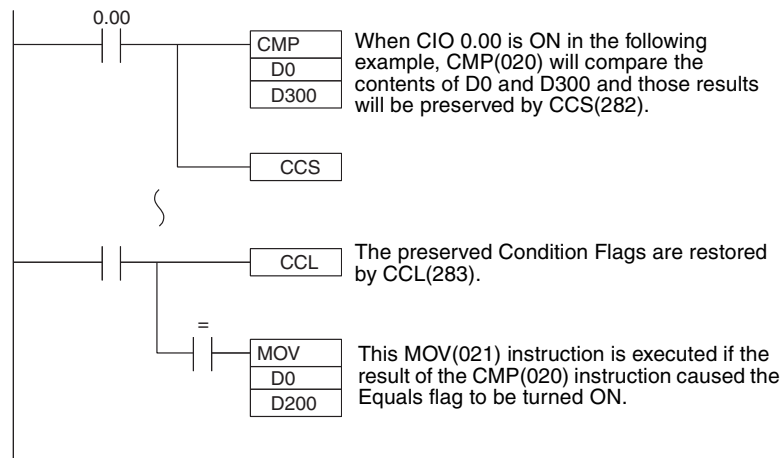 0.00
CMP
D0
D300
When CIO 0.00 is ON in the following
example, CMP(020) will compare the
contents of D0 and D300 and those results
will be preserved by CCS(282).
CCS
CCL
The preserved Condition Flags are restored
by CCL(283).
=
MOV
D0
D200
This MOV(021) instruction is executed if the
result of the CMP(020) instruction caused the
Equals flag to be turned ON.